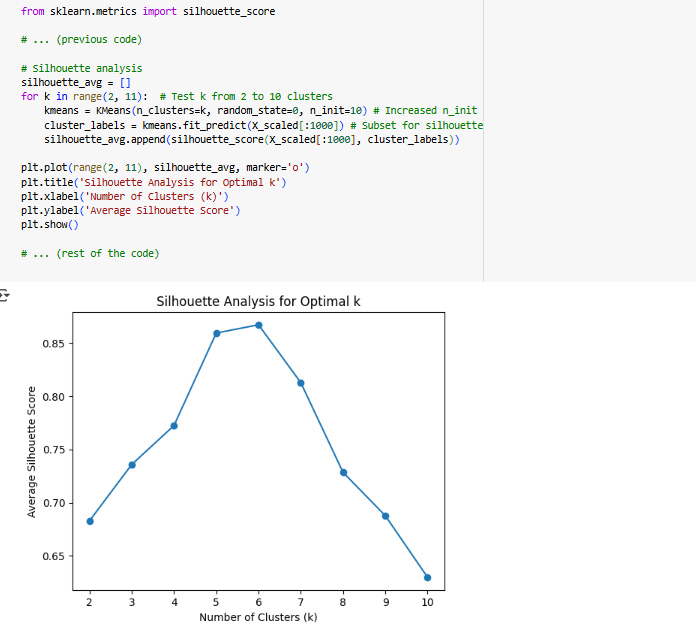 from sklearn.metrics import silhouette_score
# ... (previous code)
# Silhouette analysis
silhouette_avg = []
for k in range(2, 11):  # Test k from 2 to 10 clusters
    kmeans = KMeans(n_clusters=k, random_state=0, n_init=10) # Increased n_init
    cluster_labels = kmeans.fit_predict(X_scaled[:1000]) # Subset for silhouette
    silhouette_avg.append(silhouette_score(X_scaled[:1000], cluster_labels))
plt.plot(range(2, 11), silhouette_avg, marker='o')
plt.title('Silhouette Analysis for Optimal k')
plt.xlabel('Number of Clusters (k)')
plt.ylabel('Average Silhouette Score')
plt.show()
# ... (rest of the code)
Silhouette Analysis for Optimal k
Average Silhouette Score
0.85
0.80
0.75
0.70
0.65
2 3 4 5 6 7 8 9 10
Number of Clusters (k)